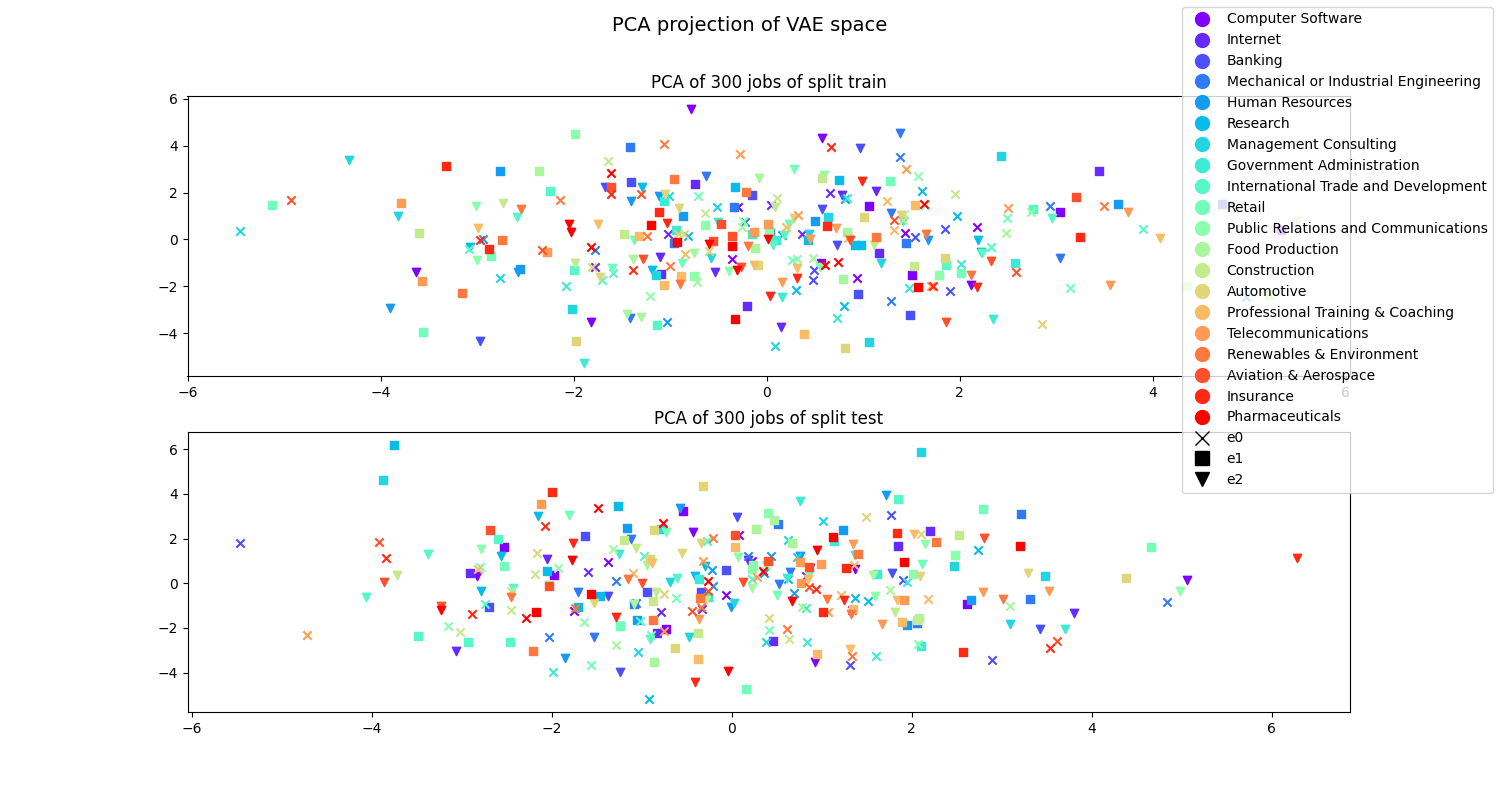 PCA projection of VAE space
PCA of 300 jobs of split train
6
4
2
0
−2
−4
−6
−4
−2
0
2
4
6
PCA of 300 jobs of split test
6
4
2
0
−2
−4
−6
−4
−2
0
2
4
6
Computer Software
Internet
Banking
Mechanical or Industrial Engineering
Human Resources
Research
Management Consulting
Government Administration
International Trade and Development
Retail
Public Relations and Communications
Food Production
Construction
Automotive
Professional Training & Coaching
Telecommunications
Renewables & Environment
Aviation & Aerospace
Insurance
Pharmaceuticals
e0
e1
e2